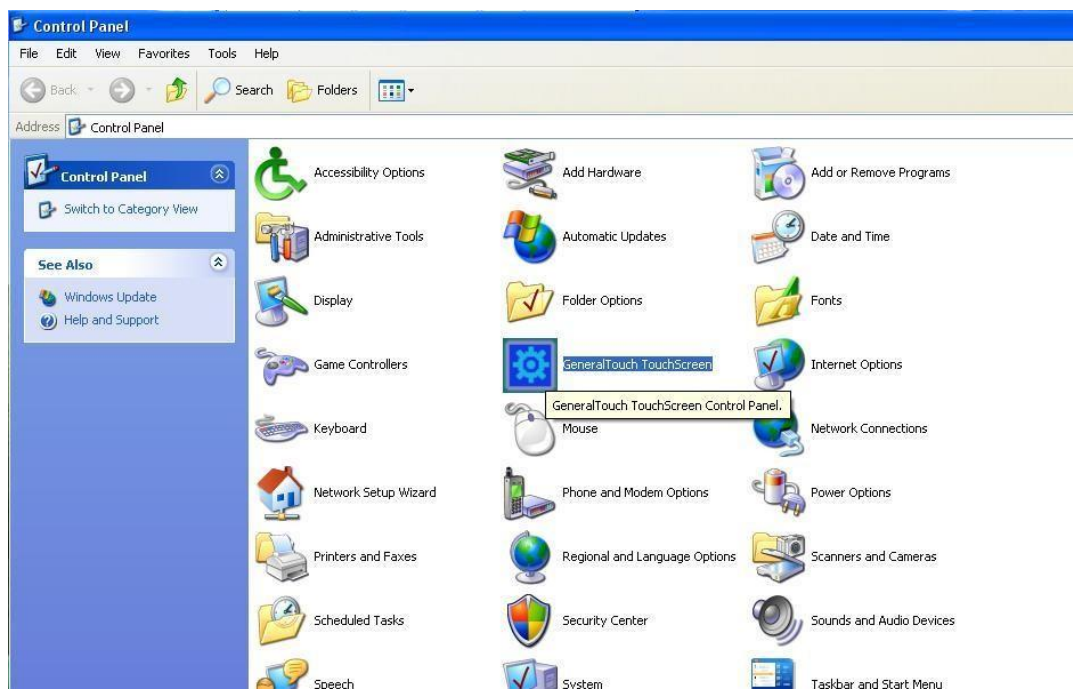 Control Panel
File Edit View Favorites Tools Help
Back Search Folders
Address Control Panel
Control Panel
Switch to Category View
See Also
Windows Update
Help and Support
Accessibility Options Add Hardware Add or Remove Programs
Administrative Tools Automatic Updates Date and Time
Display Folder Options Fonts
Game Controllers GeneralTouch TouchScreen Internet Options
GeneralTouch TouchScreen Control Panel.
Keyboard Mouse Network Connections
Network Setup Wizard Phone and Modem Options Power Options
Printers and Faxes Regional and Language Options Scanners and Cameras
Scheduled Tasks Security Center Sounds and Audio Devices
Speech System Taskbar and Start Menu